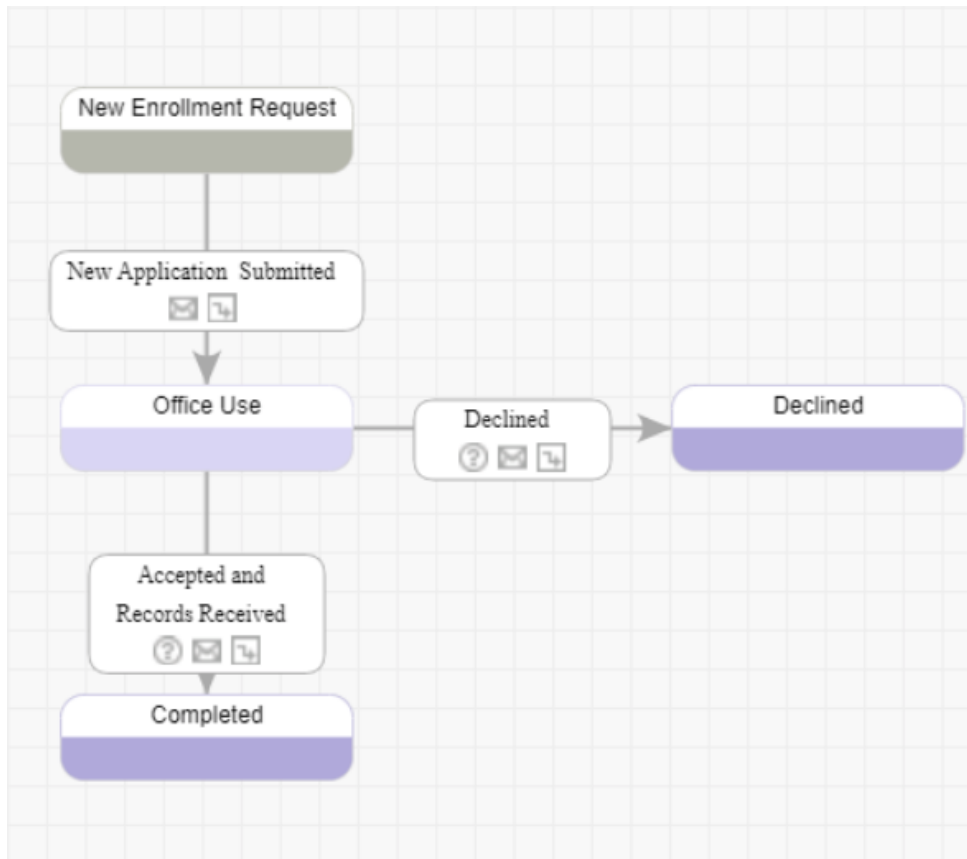 New Enrollment Request
New Application Submitted
Office Use
Declined
Declined
Accepted and
Records Received
Completed